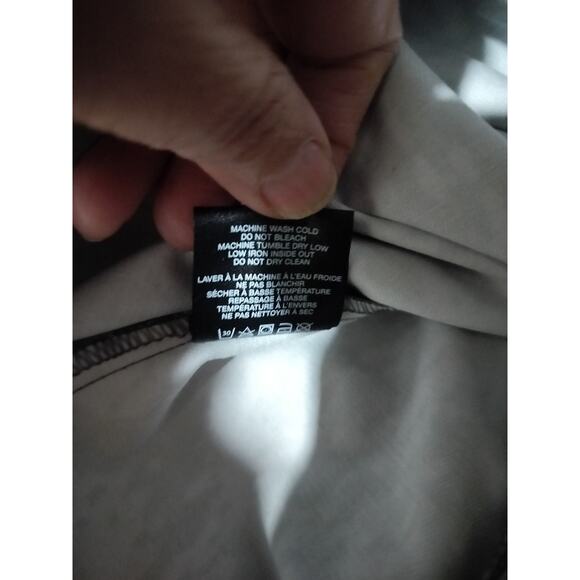 MACHINE WASH COLD
DO NOT BLEACH
MACHINE TUMBLE DRY LOW
LOW IRON INSIDE OUT
DO NOT DRY CLEAN
LAVER À LA MACHINE À L'EAU FROIDE
NE PAS BLANCHIR
SÉCHER À BASSE TEMPÉRATURE
REPASSAGE À BASSE
TEMPÉRATURE À L'ENVERS
NE PAS NETTOYER À SEC
30